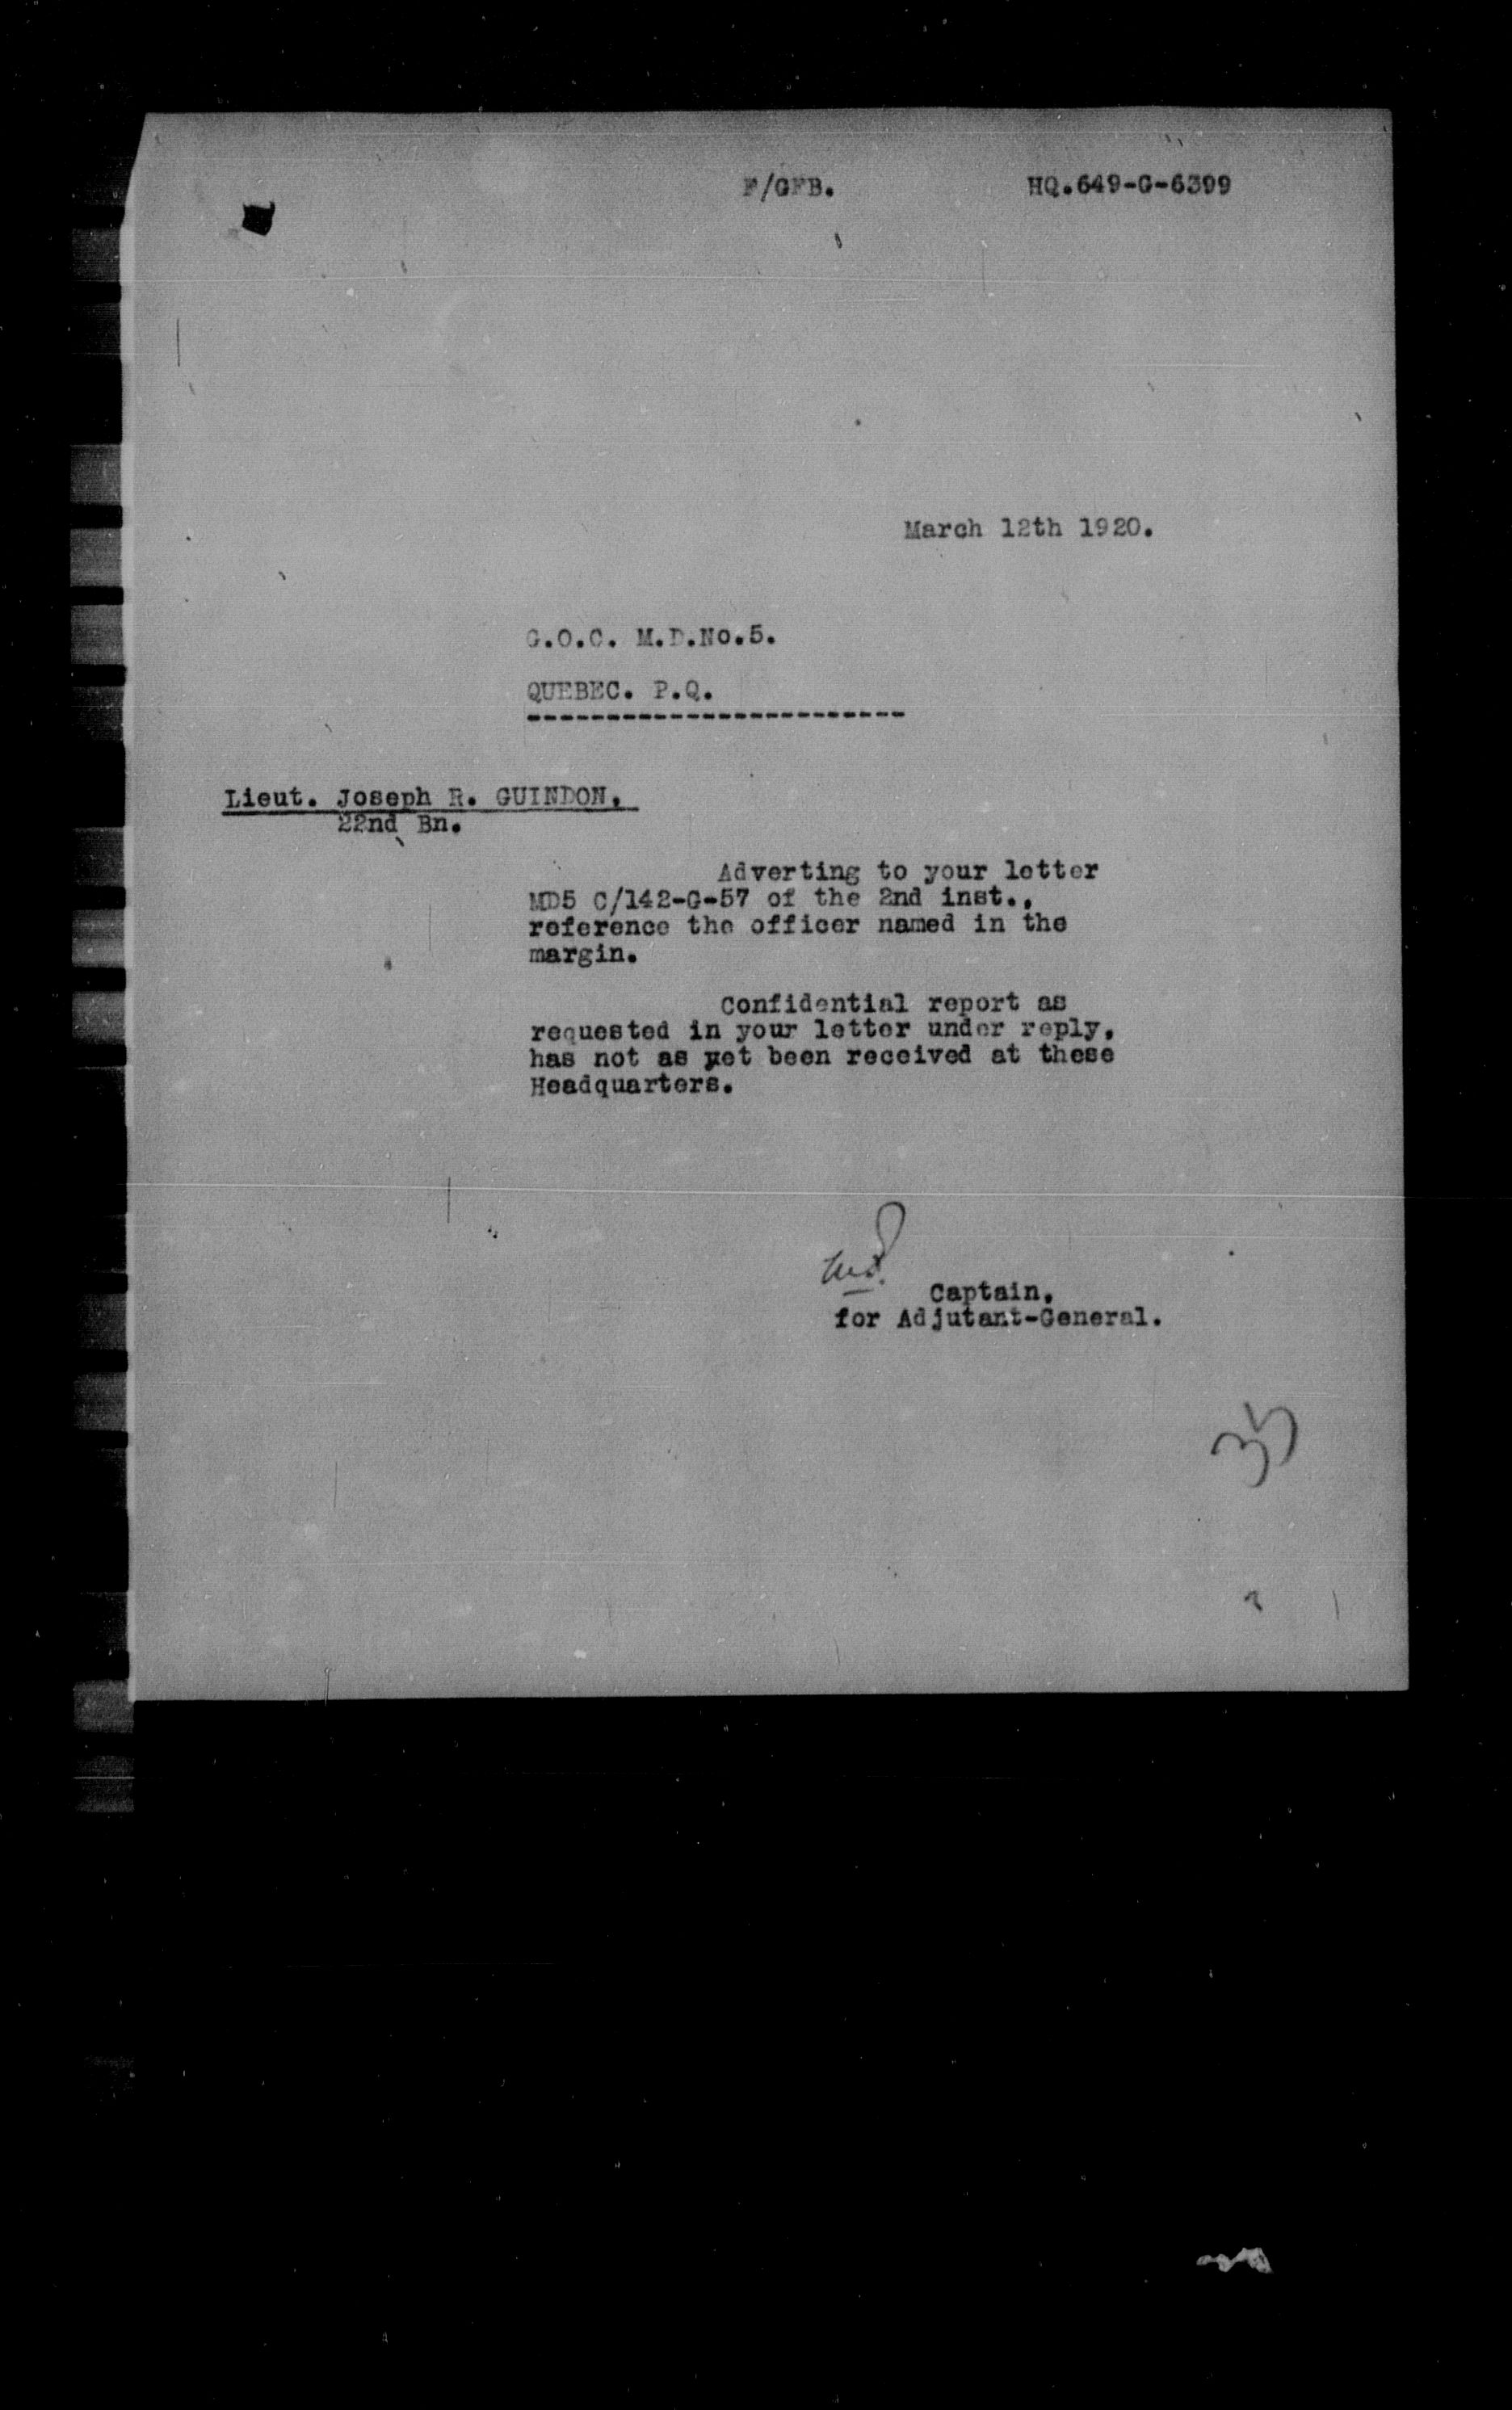 F/GFB. HQ.649-G-6399
March 12th 1920.
G.O.C. M.D.No.5.
QUEBEC. P.Q.
------------------------
Lieut. Joseph R. GUINDON,
22nd Bn.
Adverting to your letter
MD5 C/142-G-57 of the 2nd inst.,
reference the officer named in the
margin.
Confidential report as
requested in your letter under reply,
has not as yet been received at these
Headquarters.
Captain,
for Adjutant-General.
35